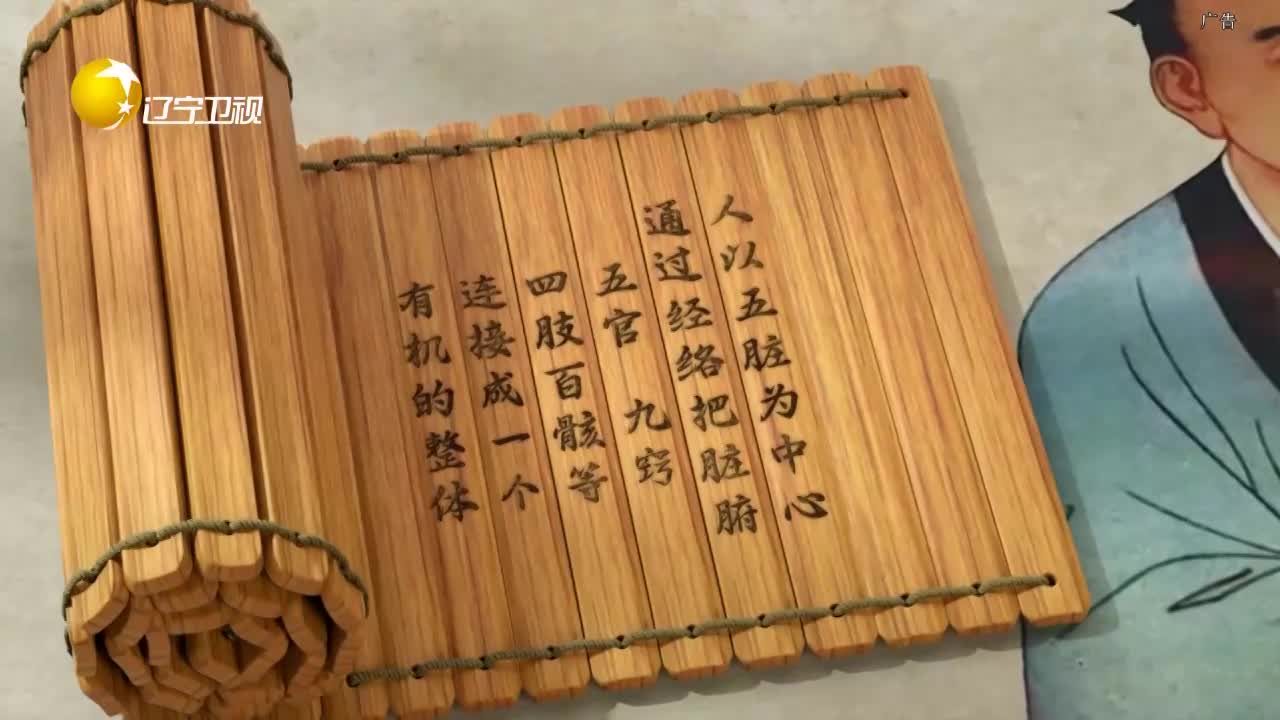 广告
辽宁卫视
人以五脏为中心
通过经络把脏腑
五官 九窍
四肢百骸等
连接成一个
有机的整体